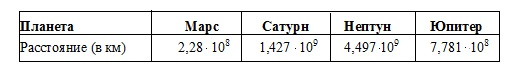 Планета Марс Сатурн Нептун Юпитер
Расстояние (в км) 2,28 · 10⁸ 1,427 · 10⁹ 4,497 ·10⁹ 7,781 · 10⁸